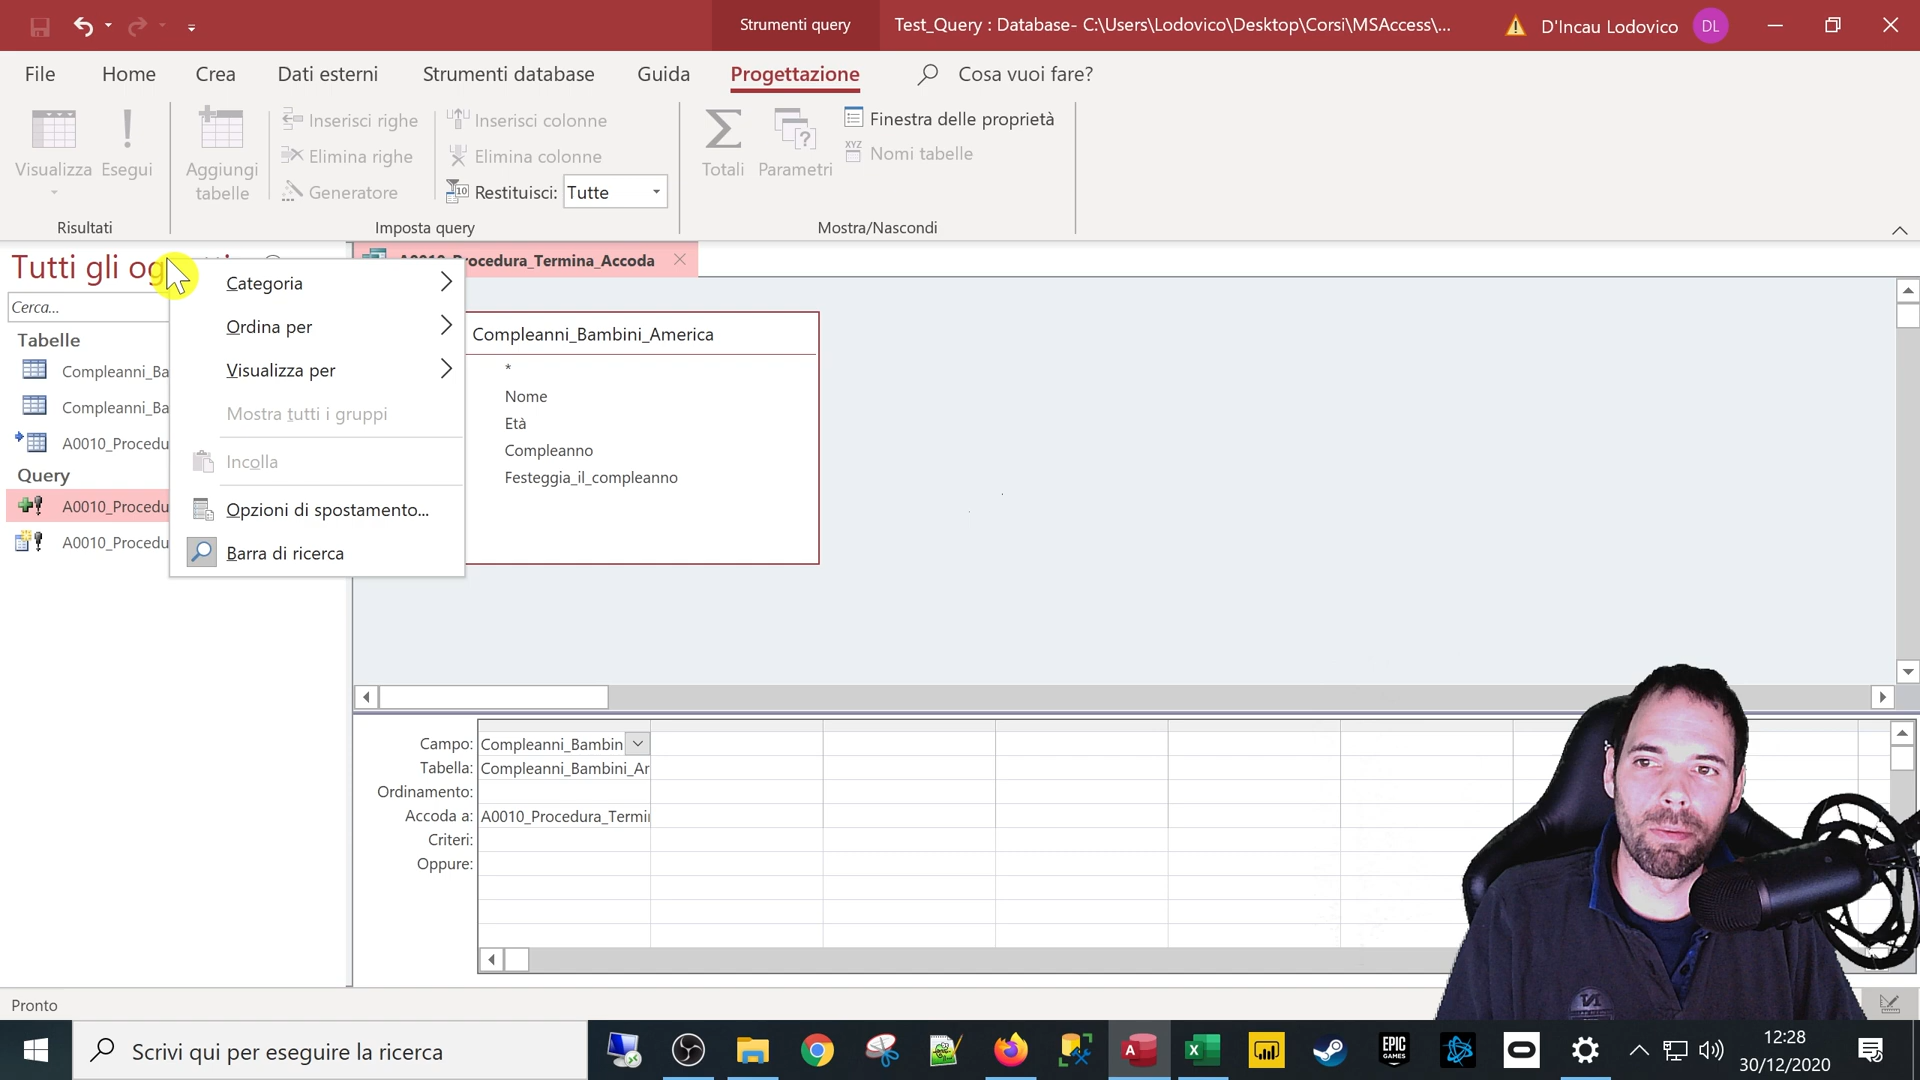 Strumenti query
Test_Query : Database- C:\Users\Lodovico\Desktop\Corsi\MSAccess\...
D'Incau Lodovico
DL
File
Home
Crea
Dati esterni
Strumenti database
Guida
Progettazione
Cosa vuoi fare?
Visualizza
Esegui
Aggiungi
tabelle
Inserisci righe
Elimina righe
Generatore
Inserisci colonne
Elimina colonne
Restituisci:
Tutte
Totali
Parametri
Finestra delle proprietà
Nomi tabelle
Risultati
Imposta query
Mostra/Nascondi
Tutti gli og
Cerca...
Tabelle
Compleanni_Ba
Compleanni_Ba
A0010_Procedu
Query
A0010_Procedu
A0010_Procedu
Categoria
Ordina per
Visualizza per
Mostra tutti i gruppi
Incolla
Opzioni di spostamento...
Barra di ricerca
A0010_Procedura_Termina_Accoda
Compleanni_Bambini_America
*
Nome
Età
Compleanno
Festeggia_il_compleanno
Campo:
Compleanni_Bambin
Tabella:
Compleanni_Bambini_Ar
Ordinamento:
Accoda a:
A0010_Procedura_Termi
Criteri:
Oppure:
Pronto
Scrivi qui per eseguire la ricerca
12:28
30/12/2020